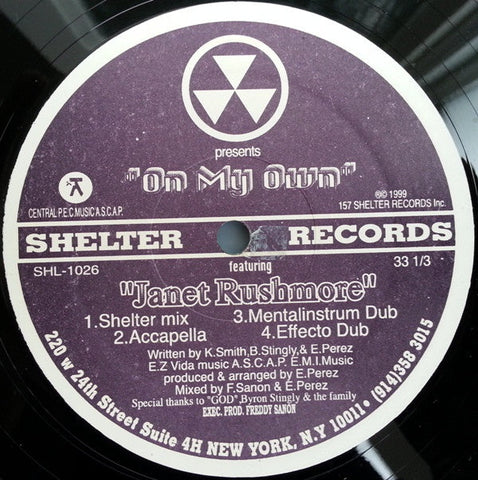 presents
"On My Own"
CENTRAL P.E.C.MUSIC A.S.C.A.P.
℗© 1999
157 SHELTER RECORDS Inc.
SHELTER RECORDS
SHL-1026
featuring
33 1/3
"Janet Rushmore"
1.Shelter mix
3.Mentalinstrum Dub
2.Accapella
4.Effecto Dub
Written by K.Smith,B.Stingly,& E.Perez
E.Z Vida music A.S.C.A.P. E.M.I.Music
produced & arranged by E.Perez
Mixed by F.Sanon & E.Perez
Special thanks to "GOD",Byron Stingly & the family
EXEC. PROD. FREDDY SANON
220 w 24th Street Suite 4H NEW YORK, N.Y 10011 • (914)358 3015